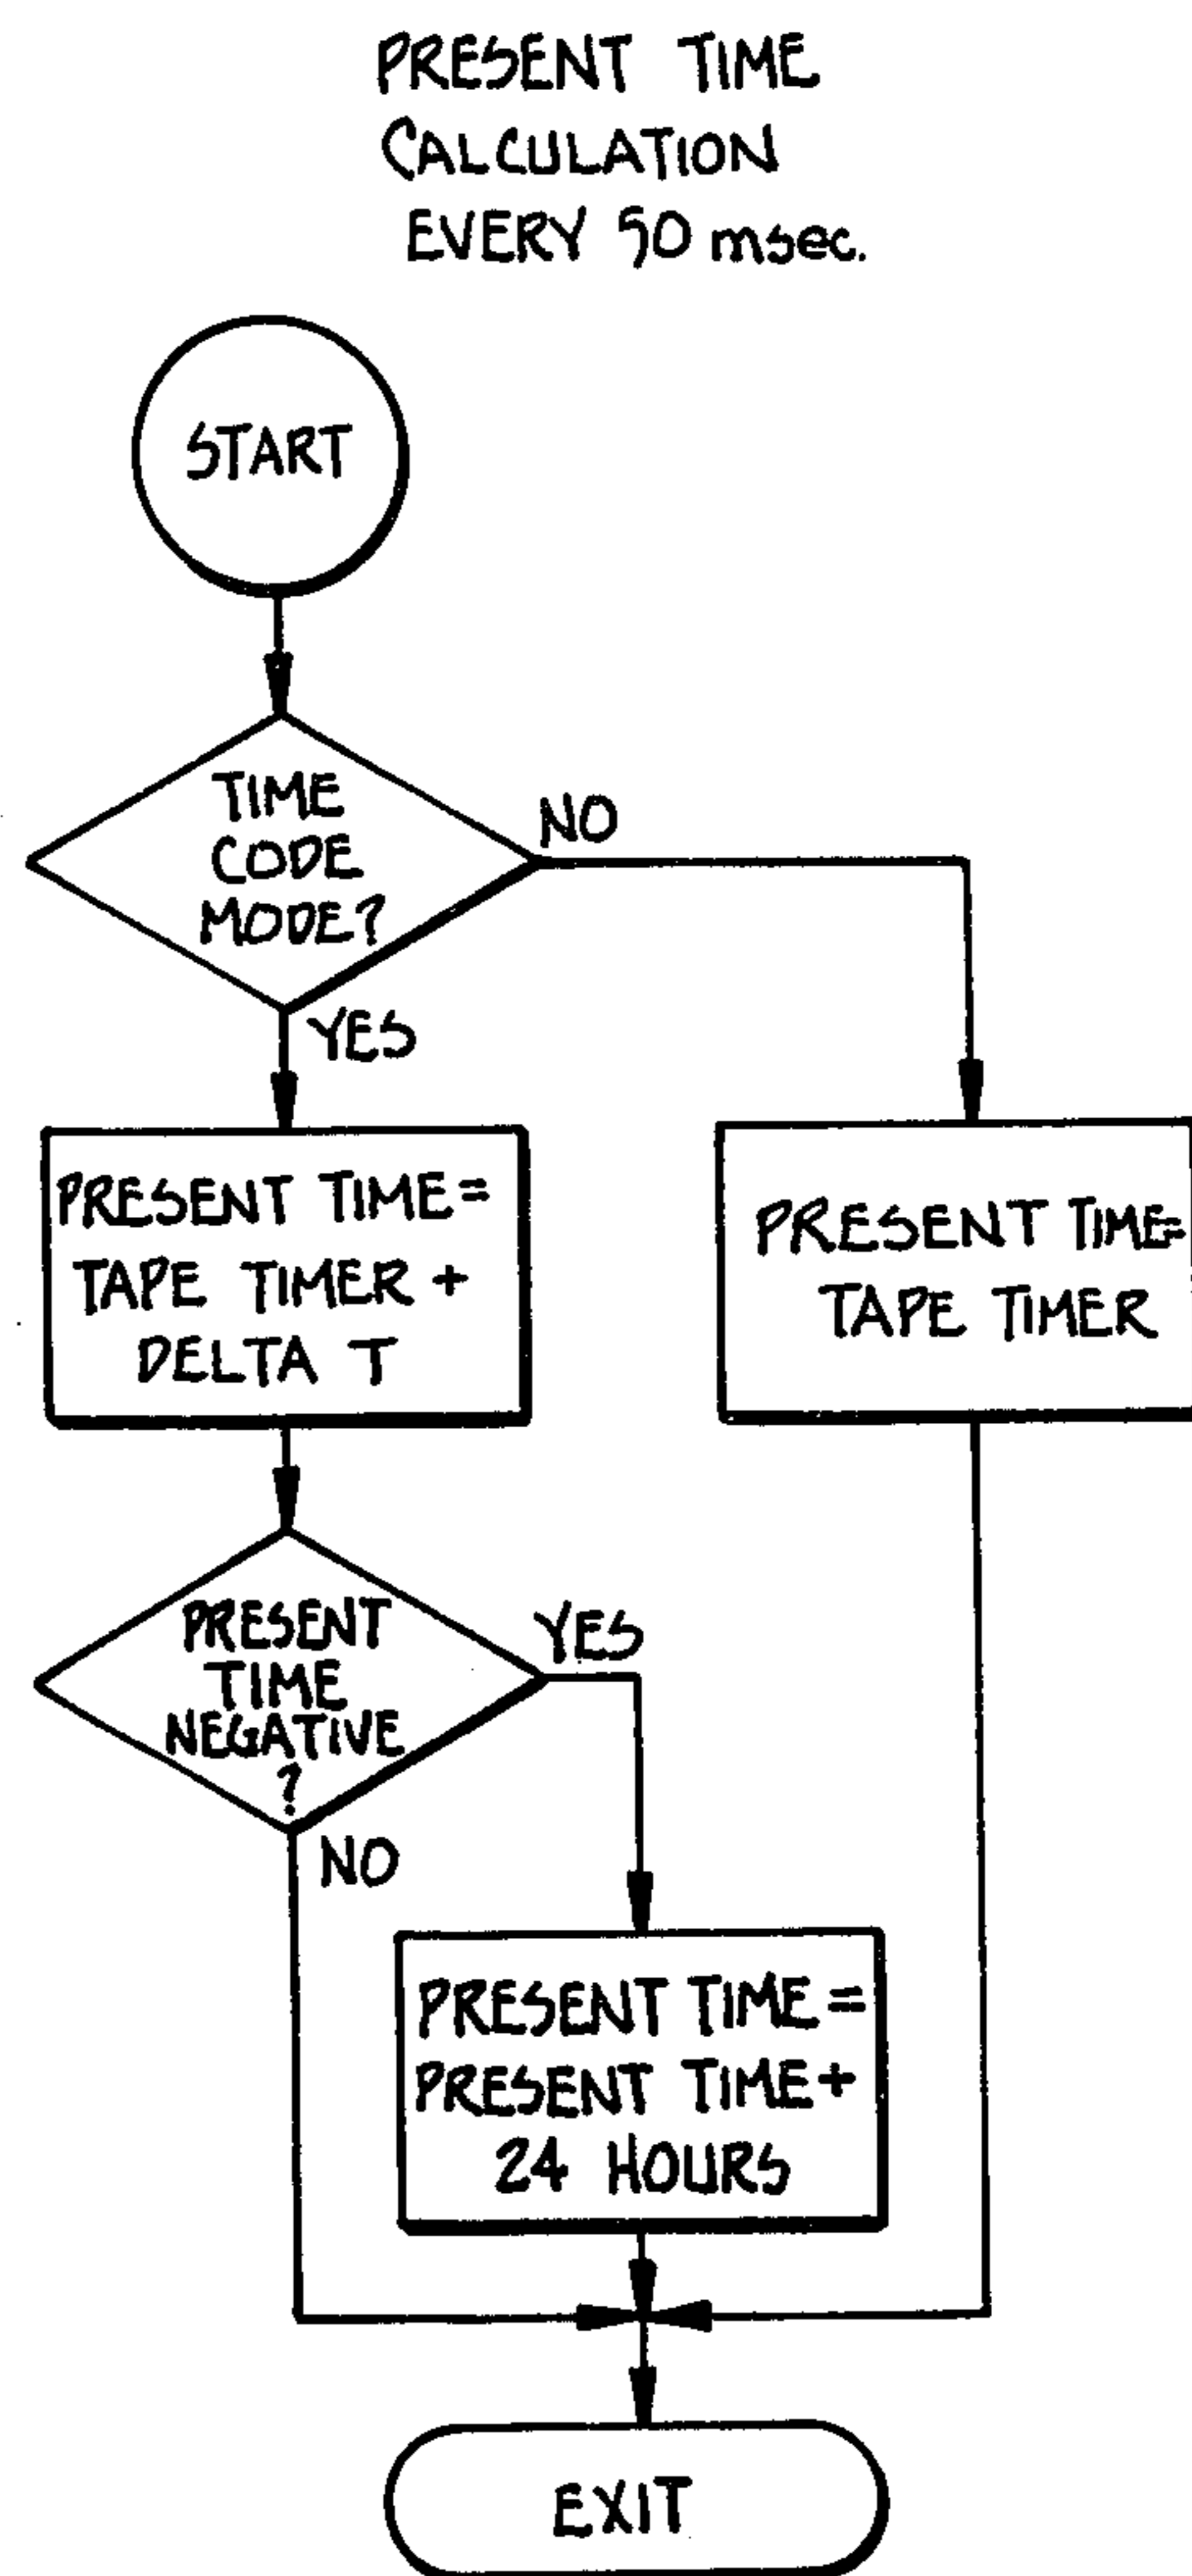 PRESENT TIME
CALCULATION
EVERY 50 msec.
START
TIME
CODE
MODE?
NO
YES
PRESENT TIME=
TAPE TIMER +
DELTA T
PRESENT TIME=
TAPE TIMER
PRESENT
TIME
NEGATIVE
?
YES
NO
PRESENT TIME=
PRESENT TIME+
24 HOURS
EXIT